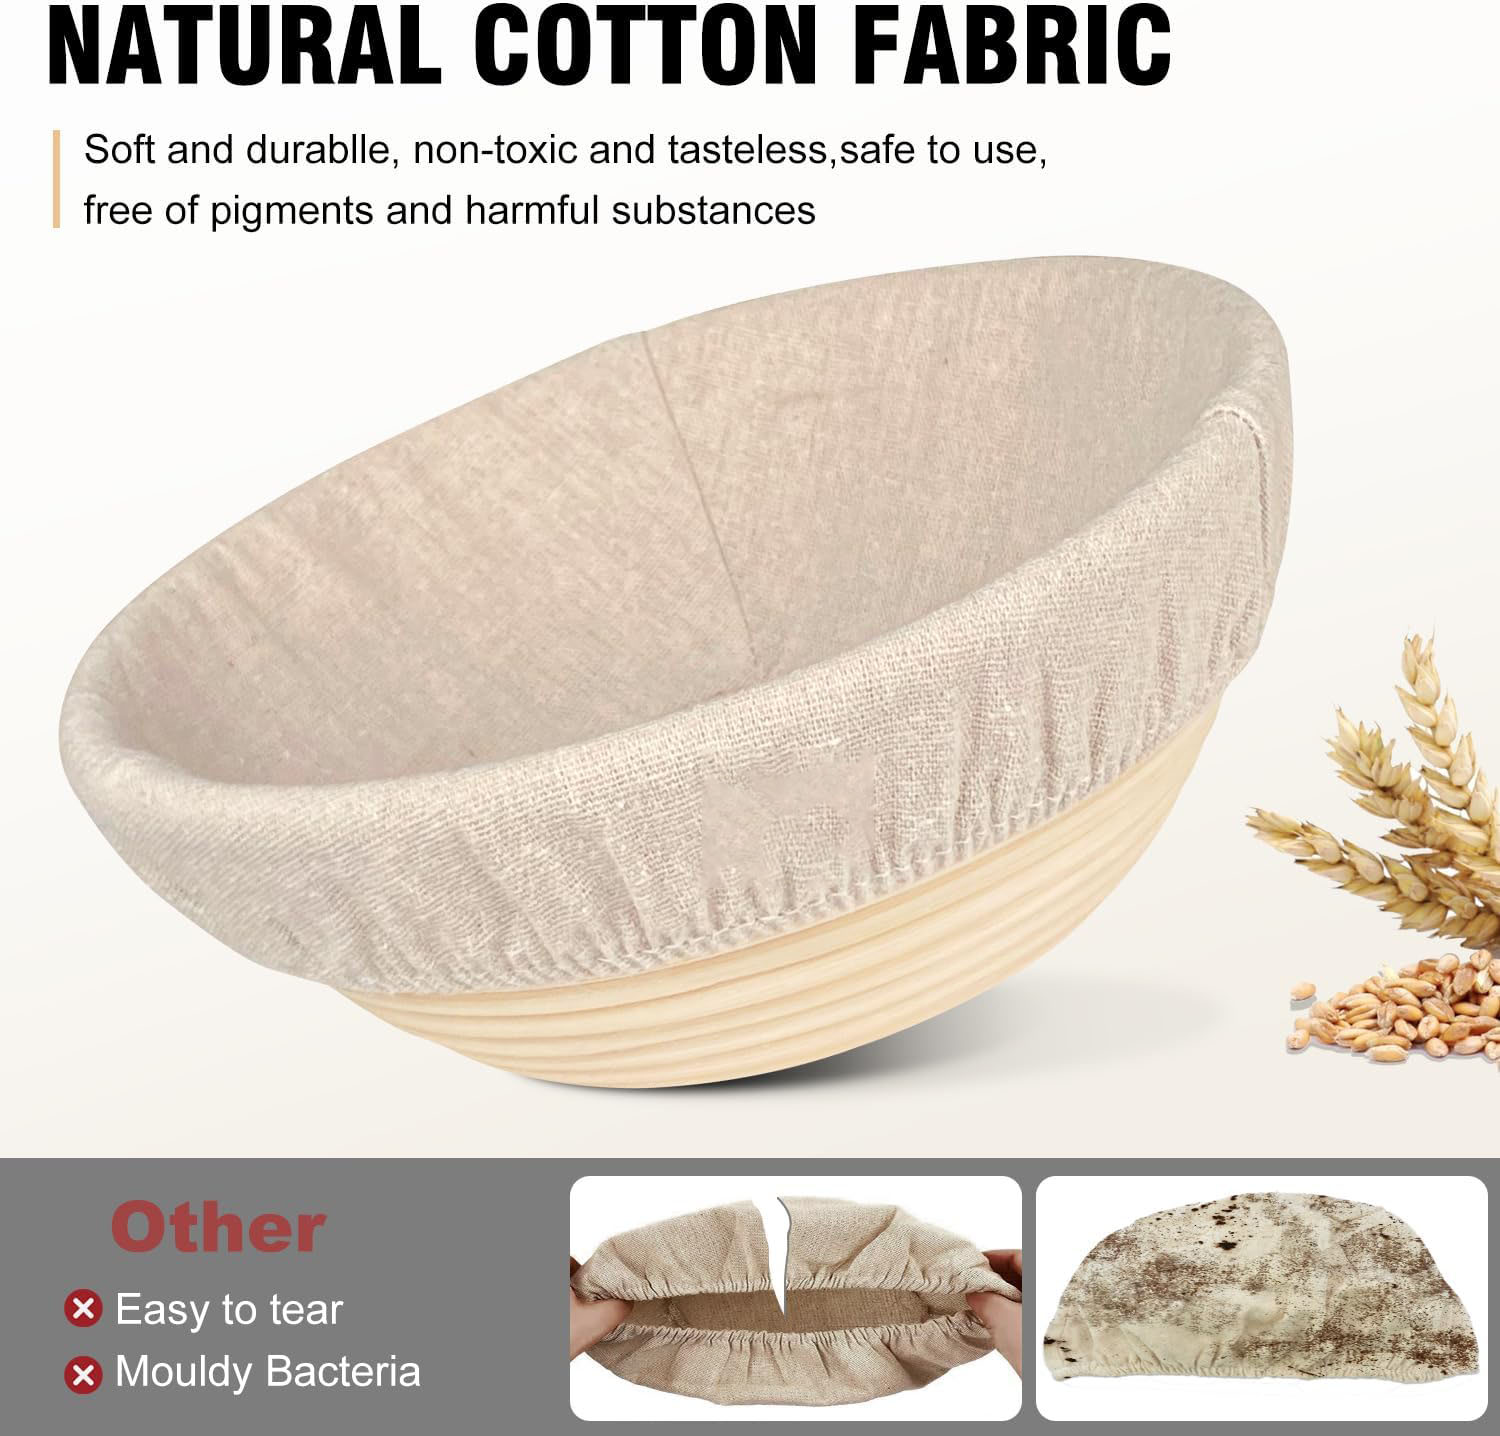 NATURAL COTTON FABRIC
Soft and durablle, non-toxic and tasteless,safe to use,
free of pigments and harmful substances
Other
Easy to tear
Mouldy Bacteria